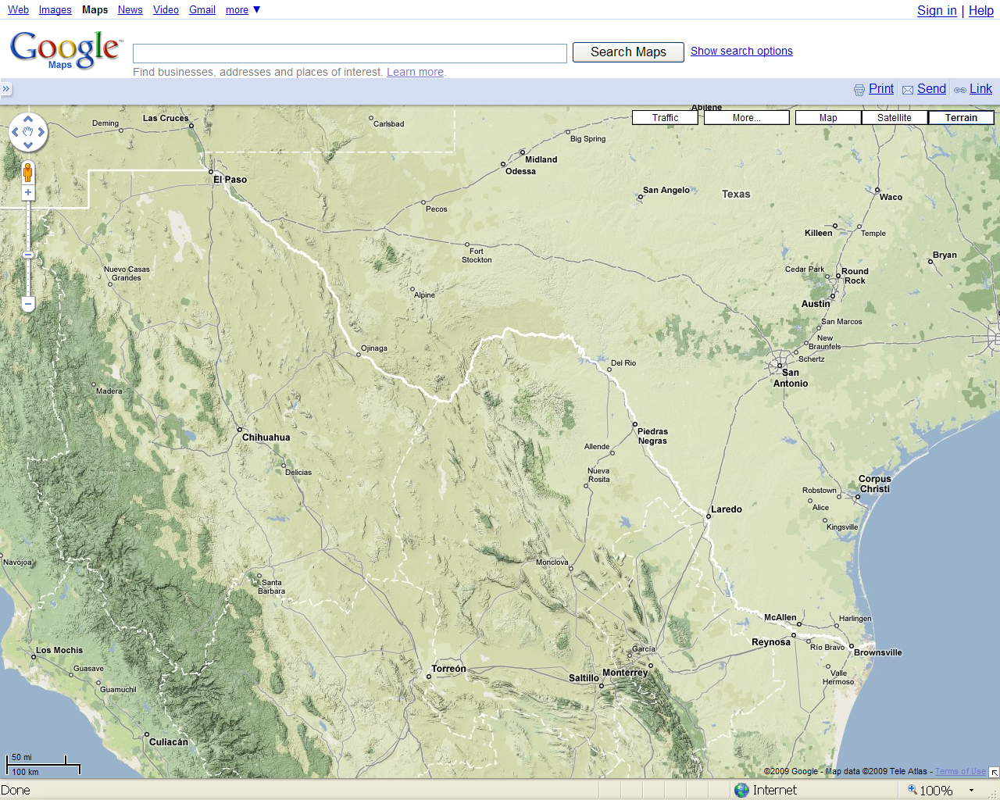 Web Images Maps News Video Gmail more ▼
Sign in | Help
Google™
Maps
Search Maps
Show search options
Find businesses, addresses and places of interest. Learn more.
»
Print Send Link
Abilene
Traffic
More...
Map
Satellite
Terrain
Deming
Las Cruces
Carlsbad
Big Spring
Midland
Odessa
El Paso
San Angelo
Texas
Waco
Pecos
Killeen
Temple
Fort
Stockton
Bryan
Nuevo Casas
Grandes
Cedar Park
Round
Rock
Alpine
Austin
San Marcos
New
Braunfels
Ojinaga
Schertz
Del Rio
San
Antonio
Madera
Chihuahua
Piedras
Negras
Allende
Delicias
Nueva
Rosita
Corpus
Christi
Robstown
Alice
Laredo
Kingsville
Navojoa
Monclova
Santa
Barbara
McAllen
Harlingen
Reynosa
Río Bravo
Brownsville
Los Mochis
García
Guasave
Torreón
Monterrey
Saltillo
Valle
Hermoso
Guamuchil
Culiacán
50 mi
100 km
©2009 Google - Map data ©2009 Tele Atlas - Terms of Use
Done
Internet
100%